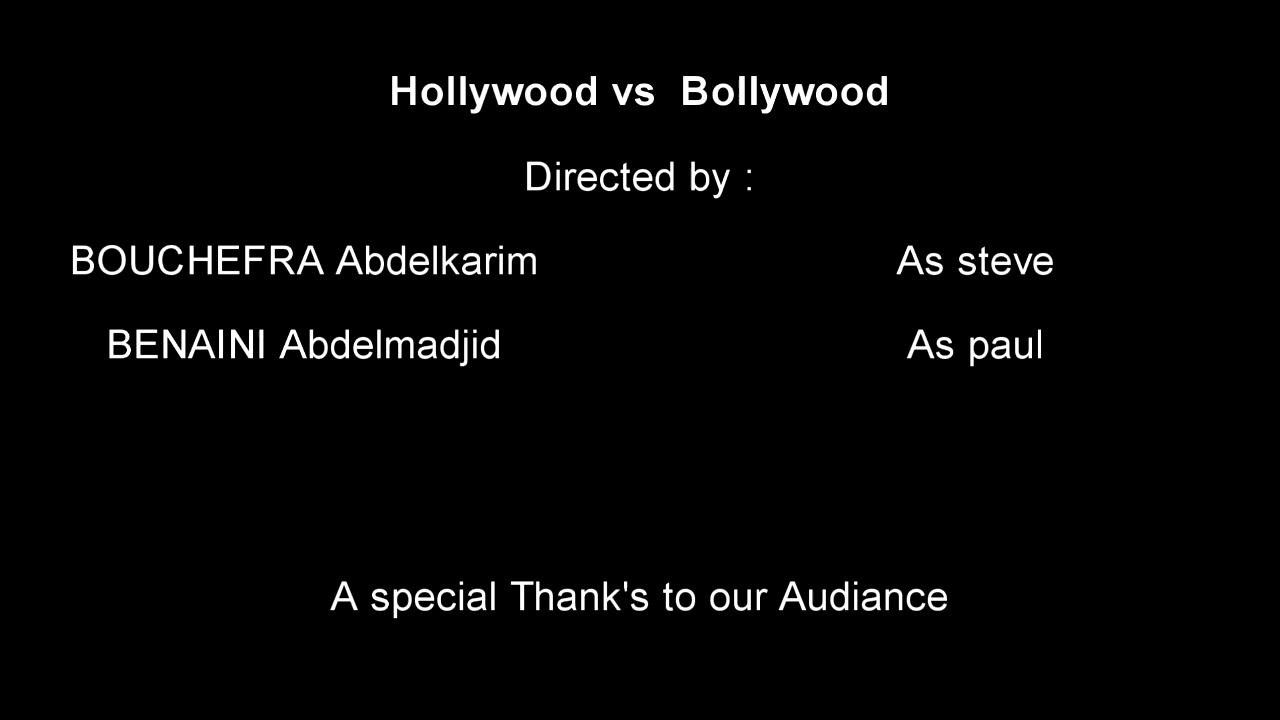 Hollywood vs  Bollywood
Directed by :
BOUCHEFRA Abdelkarim As steve
BENAINI Abdelmadjid As paul
A special Thank's to our Audiance